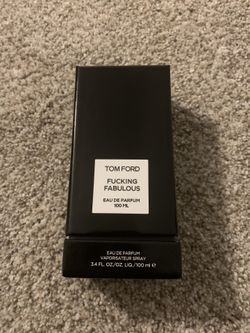 TOM FORD
FUCKING
FABULOUS
EAU DE PARFUM
100 ML
EAU DE PARFUM
VAPORISATEUR SPRAY
3.4 FL. OZ./OZ. LIQ./100 ml ℮